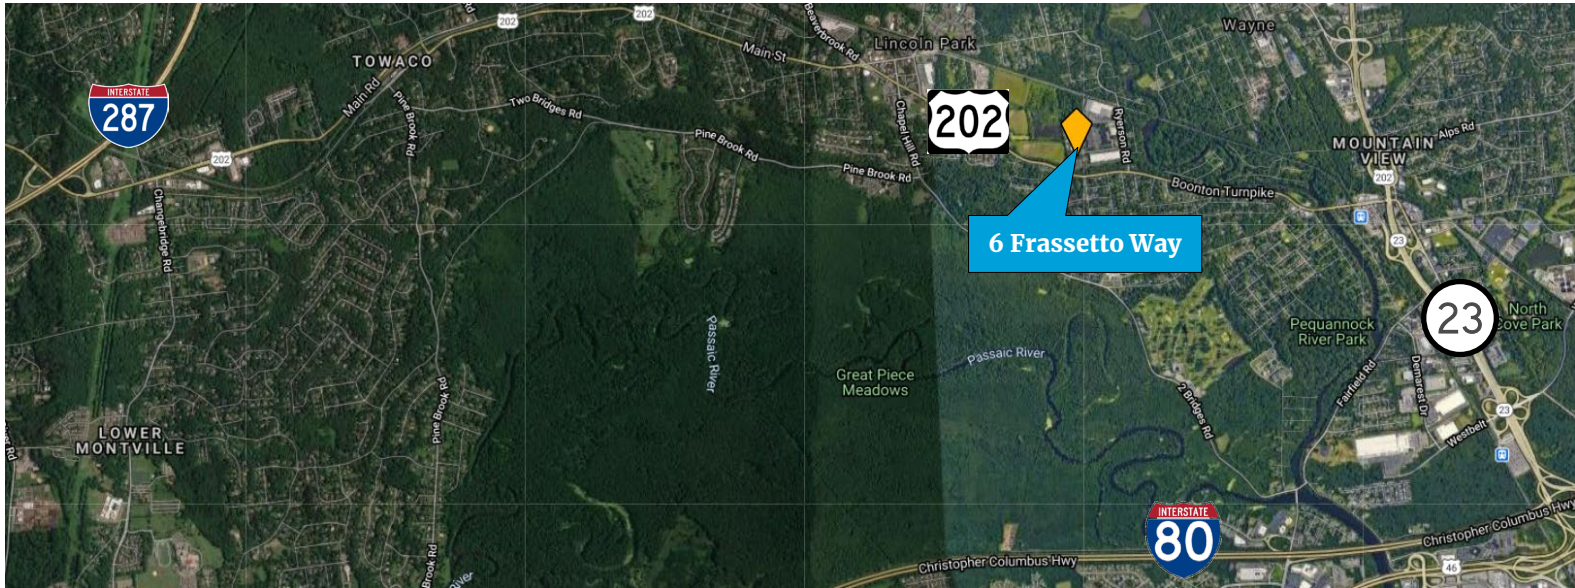 202
202
Beaverbrook Rd
Rd
Lincoln Park
Wayne
TOWACO
Main St
Main Rd
INTERSTATE
287
Pine Brook Rd
Two Bridges Rd
Pine Brook Rd
Chapel Hill Rd
202
Ryerson Rd
MOUNTAIN
VIEW
Alps Rd
202
202
Pine Brook Rd
Boonton Turnpike
Changebridge Rd
6 Frassetto Way
23
23
North
Cove Park
Pequannock
River Park
Passaic River
Passaic River
Great Piece
Meadows
Fairfield Rd
Demarest Dr
2 Bridges Rd
Pine Brook Rd
23
Westbelt
LOWER
MONTVILLE
Rd
INTERSTATE
80
Christopher Columbus Hwy
Christopher Columbus Hwy
46
Brook Rd